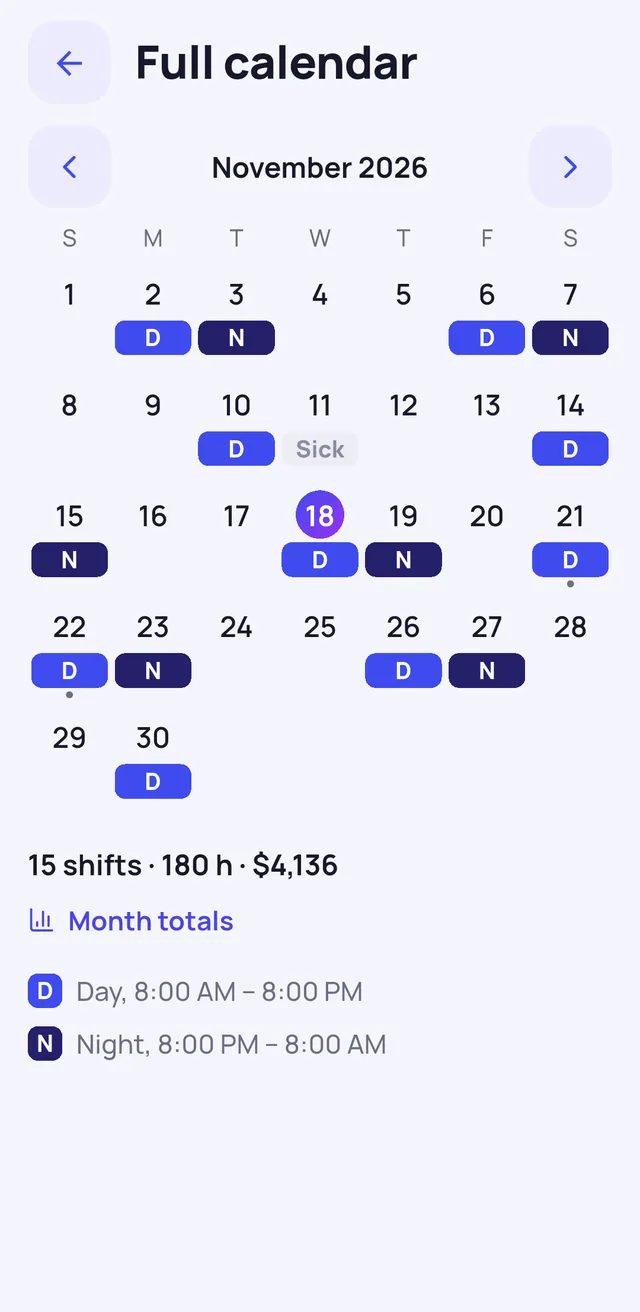 Full calendar
November 2026
S M T W T F S
1 2 3 4 5 6 7
D N D N
8 9 10 11 12 13 14
D Sick D
15 16 17 18 19 20 21
N D N D
22 23 24 25 26 27 28
D N D N
29 30
D
15 shifts · 180 h · $4,136
Month totals
D Day, 8:00 AM – 8:00 PM
N Night, 8:00 PM – 8:00 AM